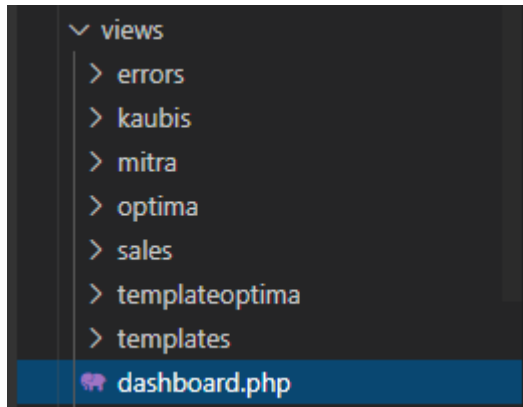 views
errors
kaubis
mitra
optima
sales
templateoptima
templates
dashboard.php